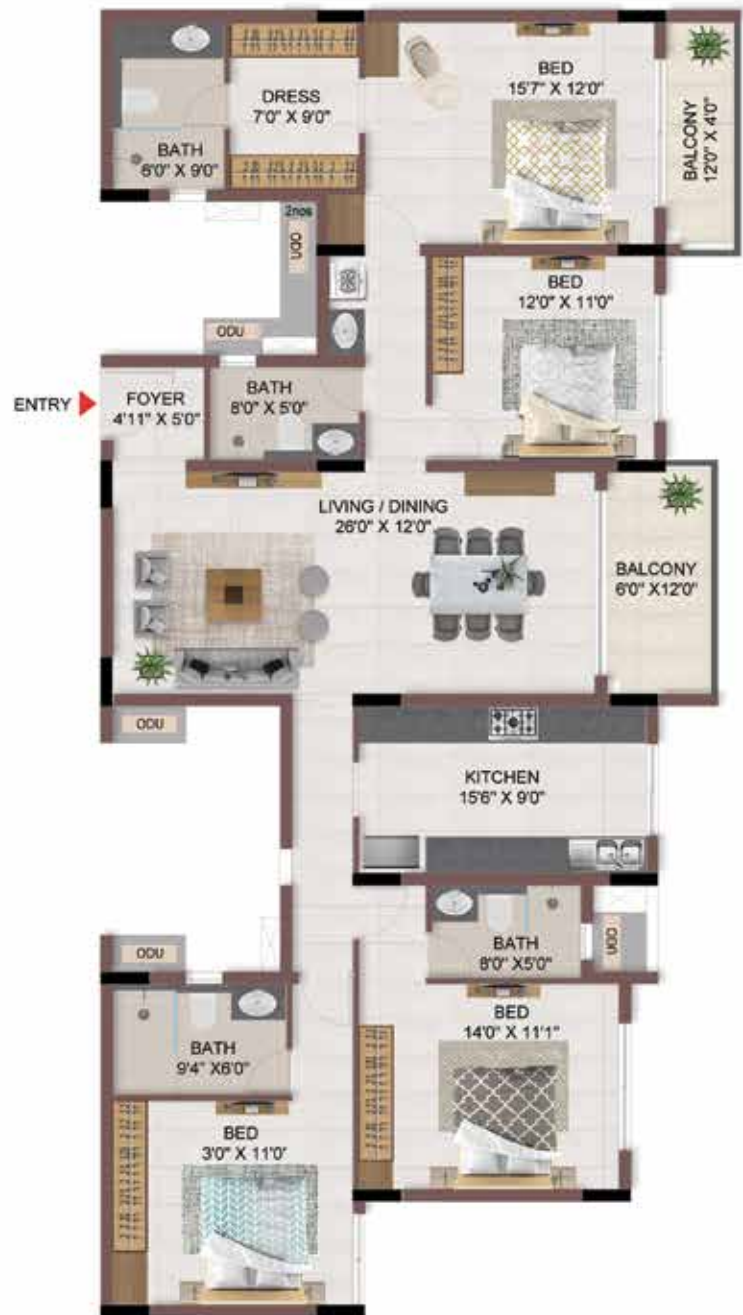 BED
15'7" X 12'0"
DRESS
7'0" X 9'0"
BATH
6'0" X 9'0"
BALCONY
12'0" X 4'0"
2nos
ODU
ODU
BED
12'0" X 11'0"
ENTRY
FOYER
4'11" X 5'0"
BATH
8'0" X 5'0"
LIVING / DINING
26'0" X 12'0"
BALCONY
6'0" X12'0"
ODU
KITCHEN
15'6" X 9'0"
ODU
BATH
8'0" X5'0"
ODU
BATH
9'4" X6'0"
BED
14'0" X 11'1"
BED
3'0" X 11'0'